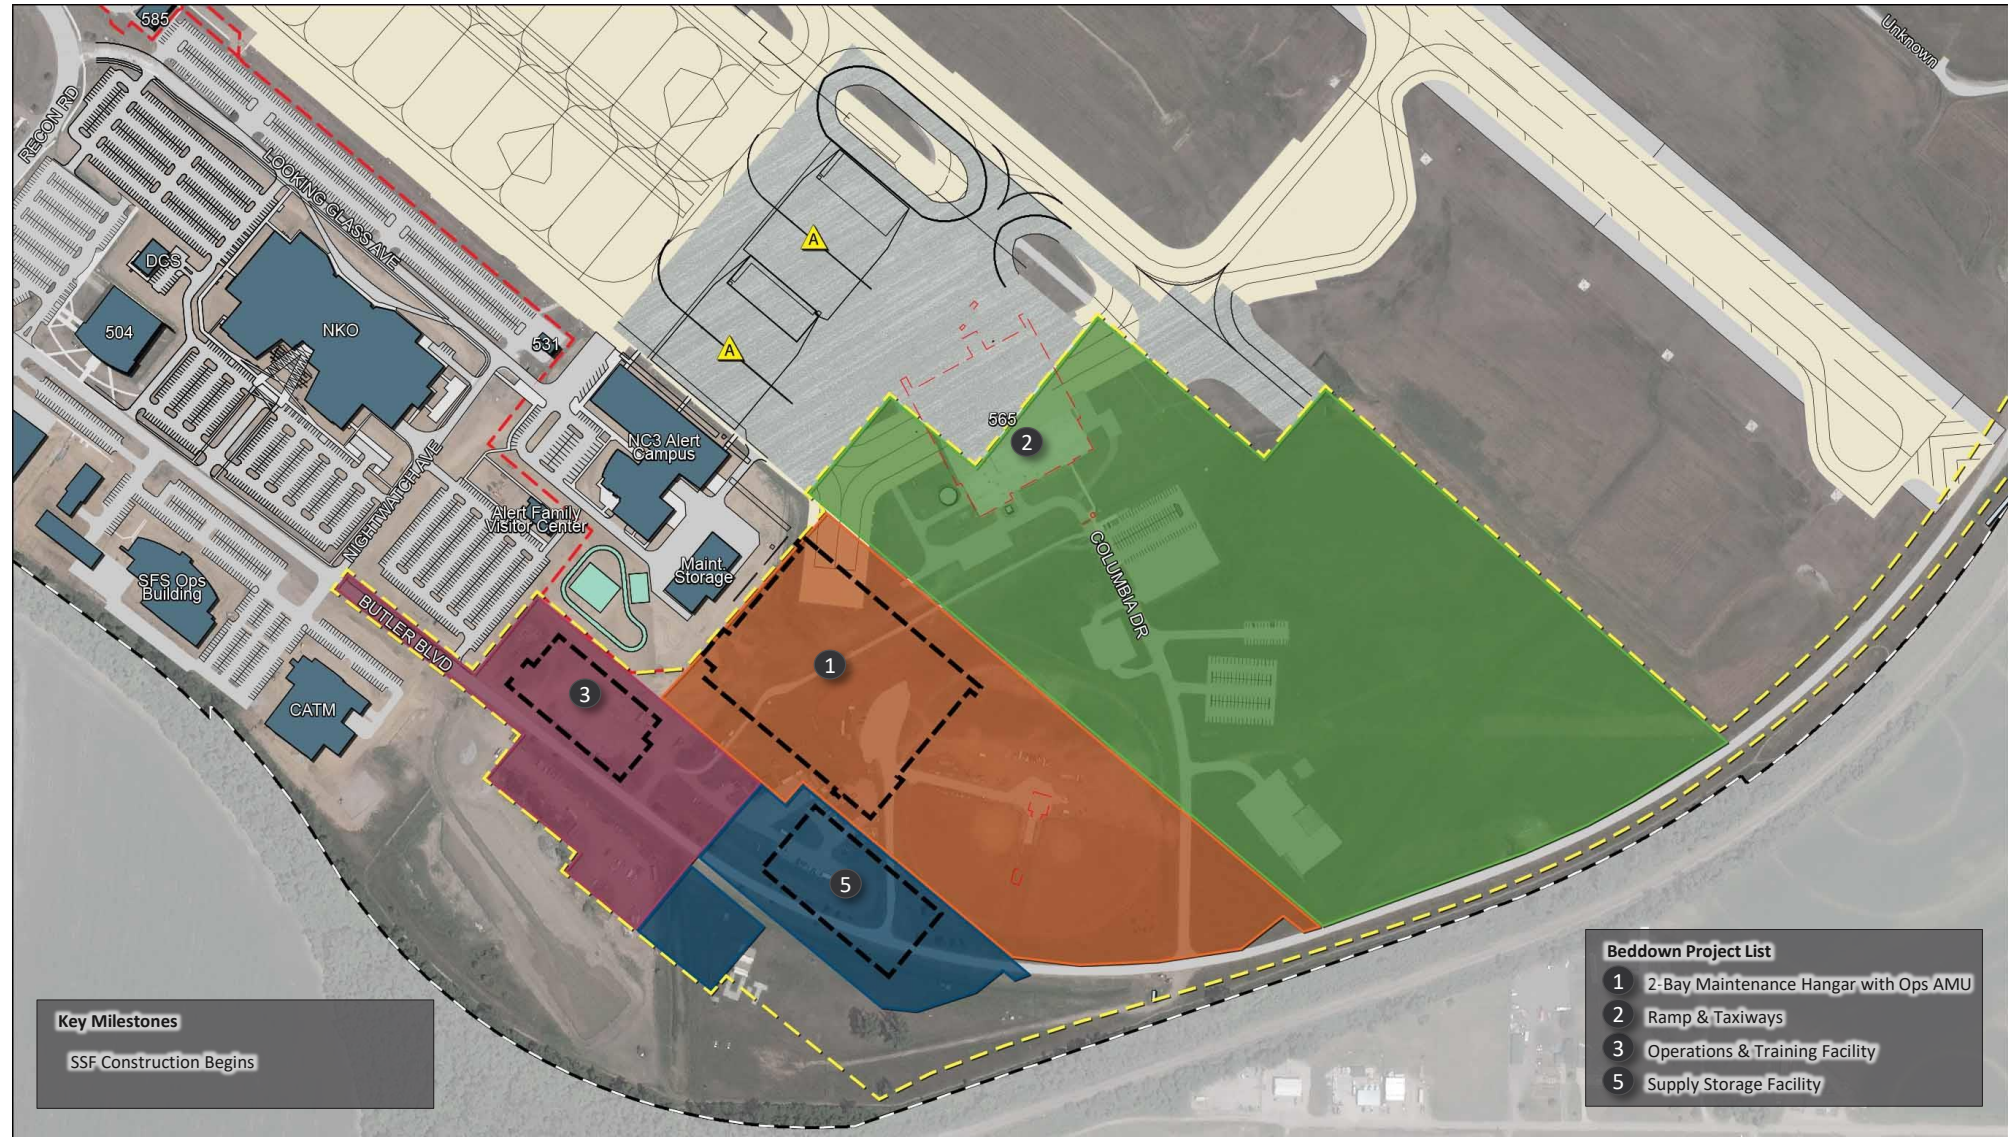 585
Unknown
RECON RD
LOOKING GLASS AVE
A
DCS
504
NKO
531
A
565
2
NC3 Alert
Campus
NIGHTWATCH AVE
Alert Family
Visitor Center
COLUMBIA DR
SFS Ops
Building
Maint.
Storage
BUTLER BLVD
1
3
CATM
5
Beddown Project List
1 2-Bay Maintenance Hangar with Ops AMU
2 Ramp & Taxiways
3 Operations & Training Facility
5 Supply Storage Facility
Key Milestones
SSF Construction Begins